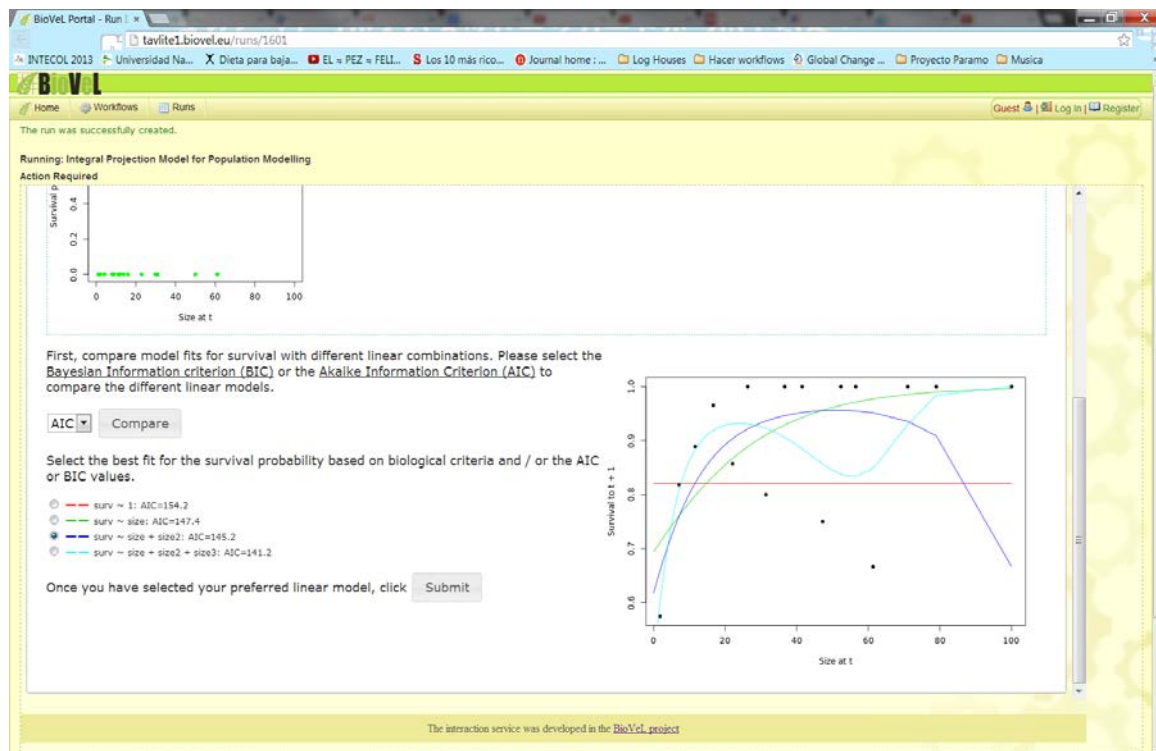 BioVeL Portal - Run I
tavlite1.biovel.eu/runs/1601
INTECOL 2013 Universidad Na... Dieta para baja... EL ≈ PEZ ≈ FELI... Los 10 más rico... Journal home : ... Log Houses Hacer workflows Global Change ... Proyecto Paramo Musica
BioVeL
Home Workflows Runs Guest | Log In | Register
The run was successfully created.
Running: Integral Projection Model for Population Modelling
Action Required
Survival p
0.4
0.2
0.0
0 20 40 60 80 100
Size at t
First, compare model fits for survival with different linear combinations. Please select the
Bayesian Information criterion (BIC) or the Akaike Information Criterion (AIC) to
compare the different linear models.
AIC Compare
Select the best fit for the survival probability based on biological criteria and / or the AIC
or BIC values.
surv ~ 1: AIC=154.2
surv ~ size: AIC=147.4
surv ~ size + size2: AIC=145.2
surv ~ size + size2 + size3: AIC=141.2
Once you have selected your preferred linear model, click Submit
Survival to t + 1
1.0
0.9
0.8
0.7
0.6
0 20 40 60 80 100
Size at t
The interaction service was developed in the BioVeL project